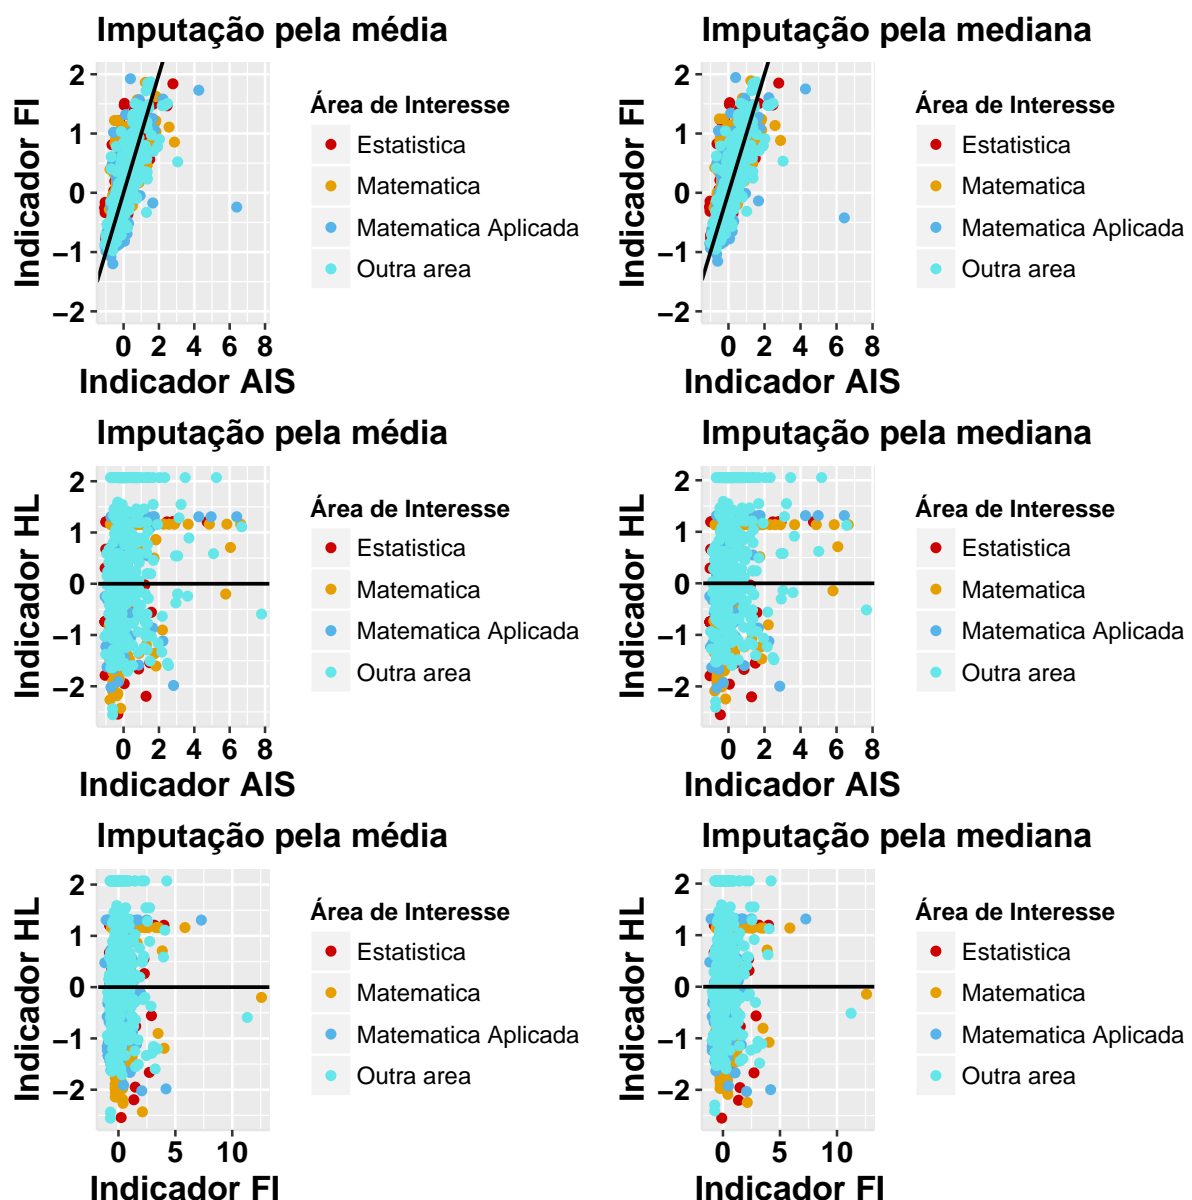 Imputação pela média
Indicador FI
2
1
0
−1
−2
0 2 4 6 8
Indicador AIS
Área de Interesse
Estatistica
Matematica
Matematica Aplicada
Outra area
Imputação pela mediana
Indicador FI
2
1
0
−1
−2
0 2 4 6 8
Indicador AIS
Área de Interesse
Estatistica
Matematica
Matematica Aplicada
Outra area
Imputação pela média
Indicador HL
2
1
0
−1
−2
0 2 4 6 8
Indicador AIS
Área de Interesse
Estatistica
Matematica
Matematica Aplicada
Outra area
Imputação pela mediana
Indicador HL
2
1
0
−1
−2
0 2 4 6 8
Indicador AIS
Área de Interesse
Estatistica
Matematica
Matematica Aplicada
Outra area
Imputação pela média
Indicador HL
2
1
0
−1
−2
0 5 10
Indicador FI
Área de Interesse
Estatistica
Matematica
Matematica Aplicada
Outra area
Imputação pela mediana
Indicador HL
2
1
0
−1
−2
0 5 10
Indicador FI
Área de Interesse
Estatistica
Matematica
Matematica Aplicada
Outra area